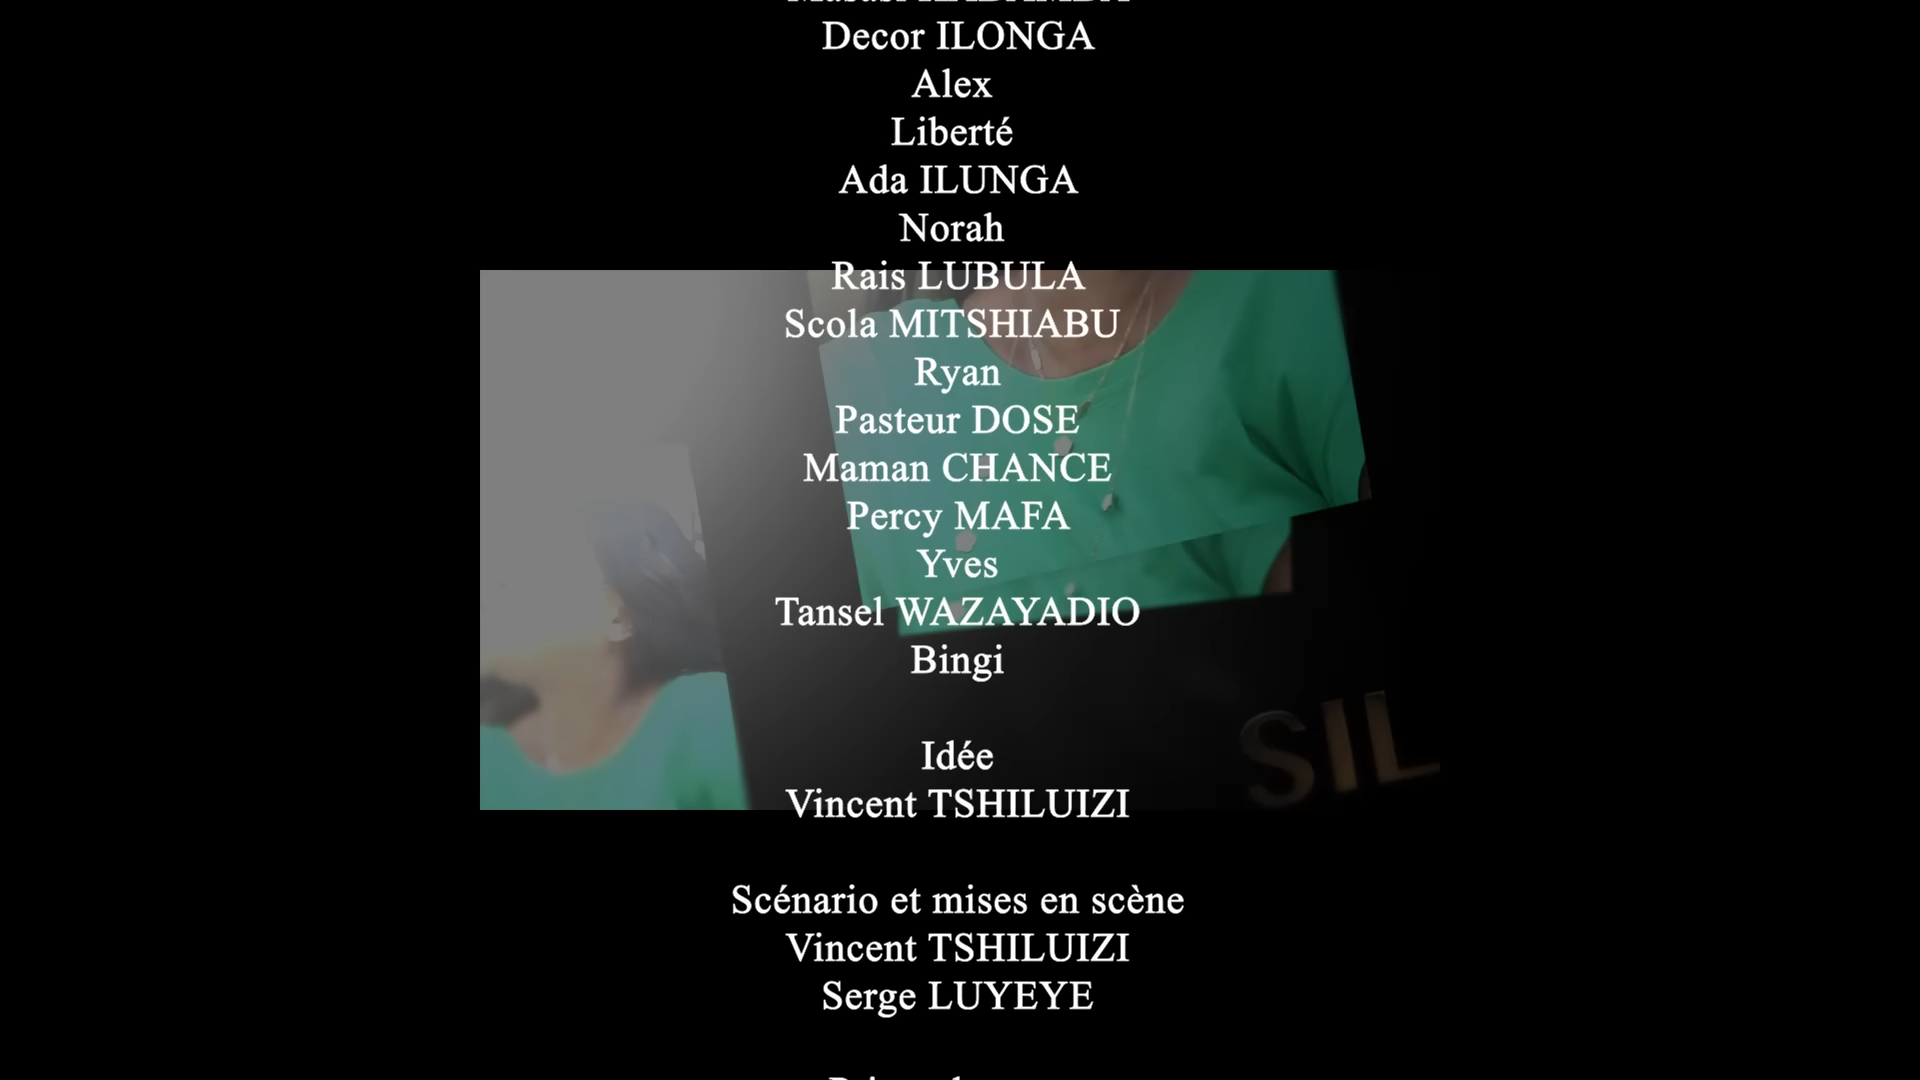 Decor ILONGA
Alex
Liberté
Ada ILUNGA
Norah
Rais LUBULA
Scola MITSHIABU
Ryan
Pasteur DOSE
Maman CHANCE
Percy MAFA
Yves
Tansel WAZAYADIO
Bingi
SIL
Idée
Vincent TSHILUIZI
Scénario et mises en scène
Vincent TSHILUIZI
Serge LUYEYE